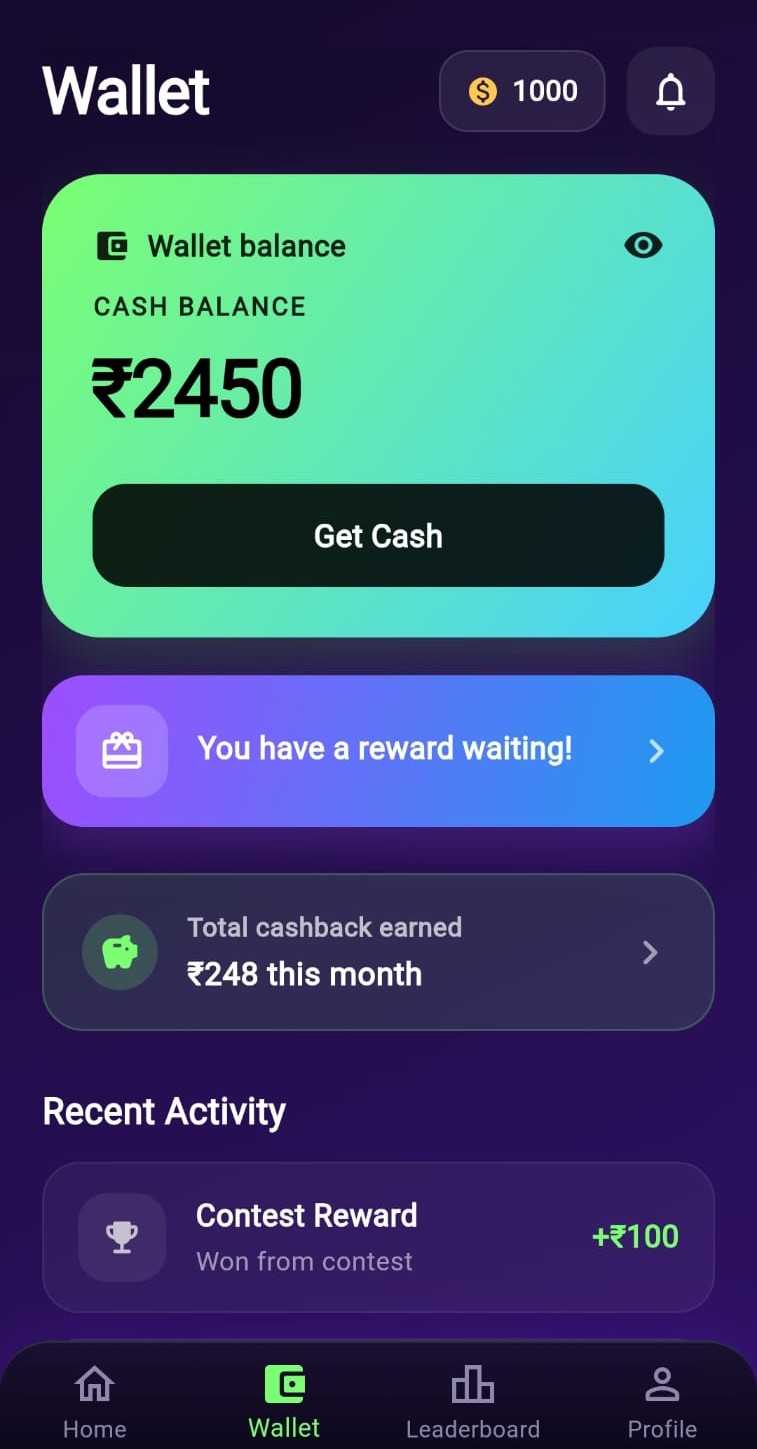 Wallet
1000
Wallet balance
CASH BALANCE
₹2450
Get Cash
You have a reward waiting!
Total cashback earned
₹248 this month
Recent Activity
Contest Reward
Won from contest
+₹100
Home
Wallet
Leaderboard
Profile